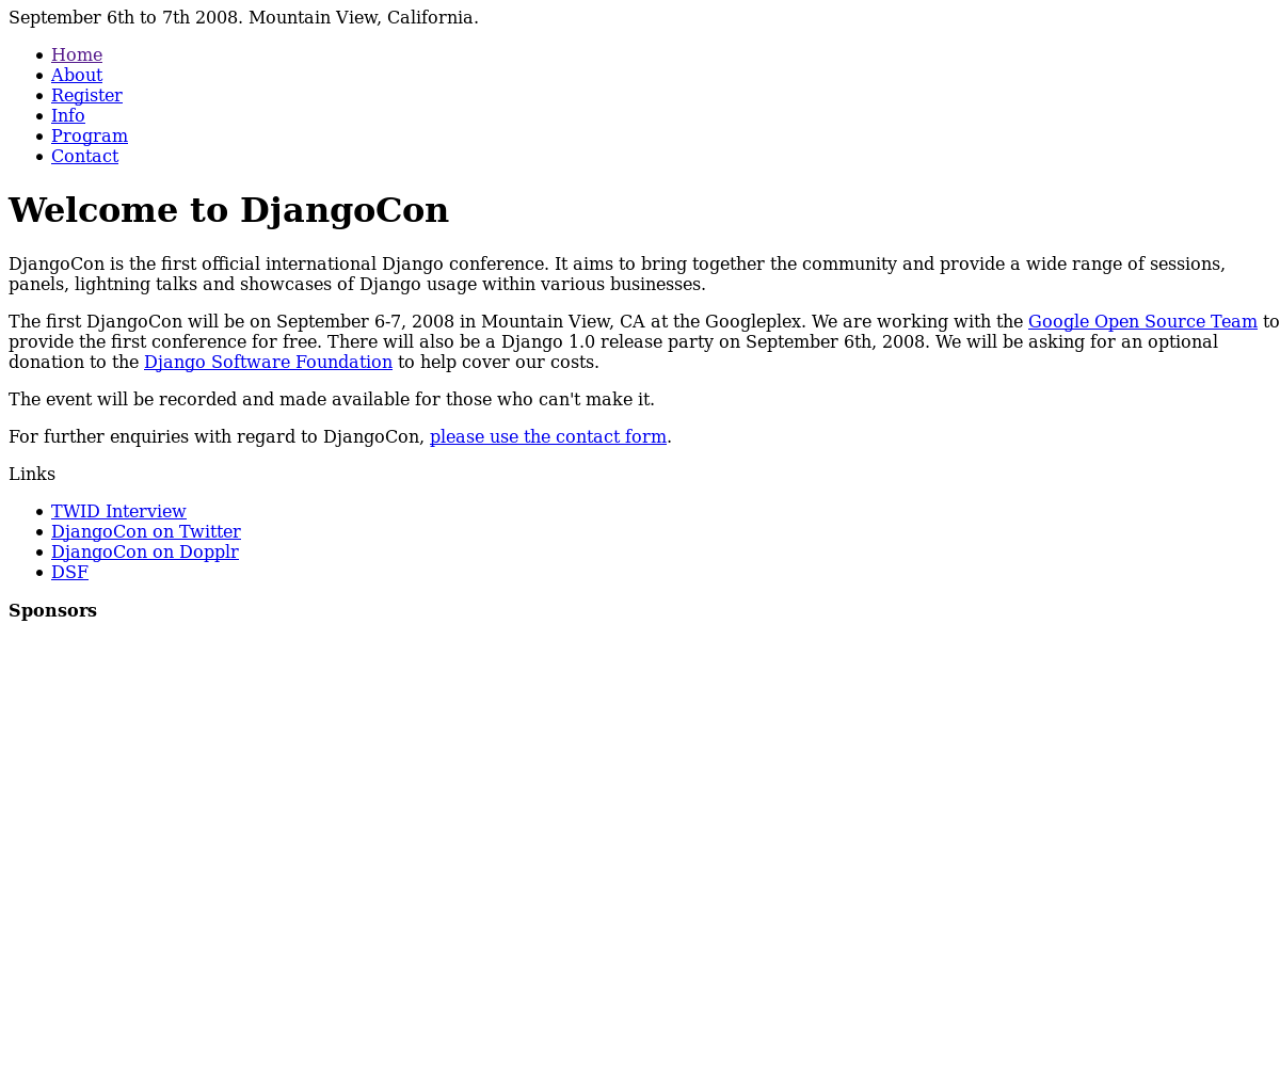 September 6th to 7th 2008. Mountain View, California.
Home
About
Register
Info
Program
Contact
Welcome to DjangoCon
DjangoCon is the first official international Django conference. It aims to bring together the community and provide a wide range of sessions,
panels, lightning talks and showcases of Django usage within various businesses.
The first DjangoCon will be on September 6-7, 2008 in Mountain View, CA at the Googleplex. We are working with the Google Open Source Team to
provide the first conference for free. There will also be a Django 1.0 release party on September 6th, 2008. We will be asking for an optional
donation to the Django Software Foundation to help cover our costs.
The event will be recorded and made available for those who can't make it.
For further enquiries with regard to DjangoCon, please use the contact form.
Links
TWID Interview
DjangoCon on Twitter
DjangoCon on Dopplr
DSF
Sponsors